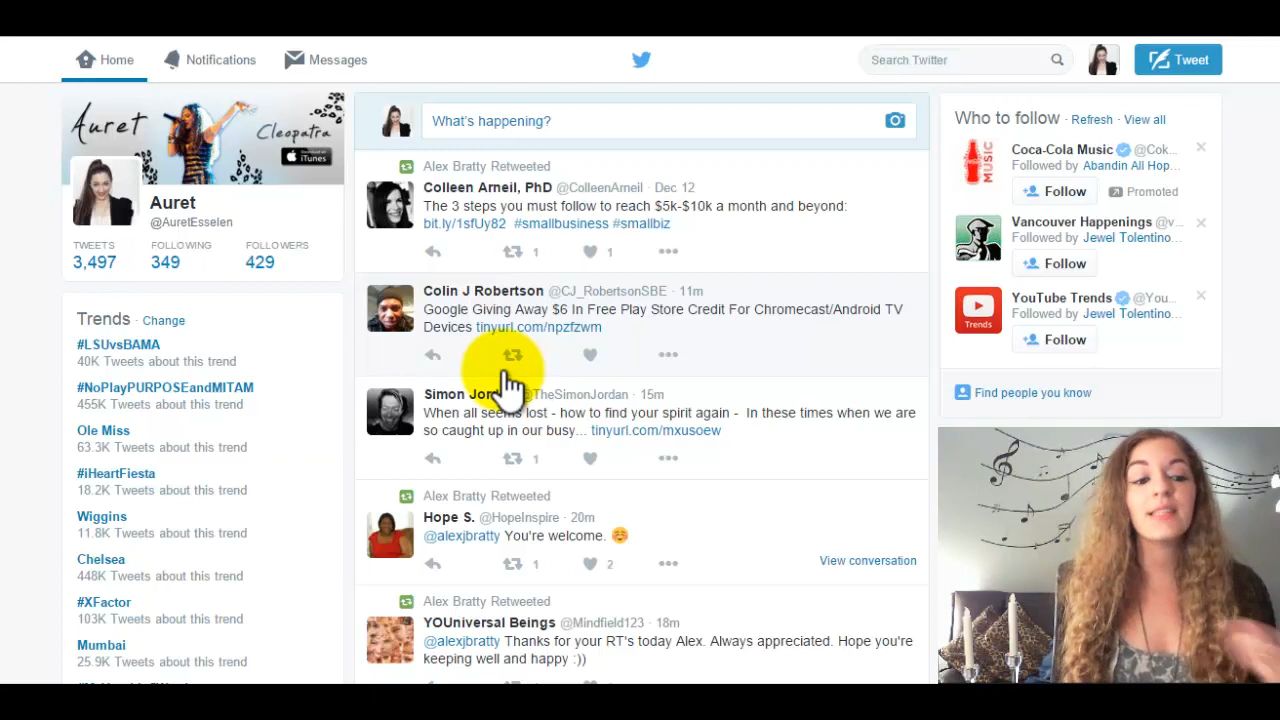 Home
Notifications
Messages
Search Twitter
Tweet
Auret
Cleopatra
Download on
iTunes
Auret
@AuretEsselen
TWEETS
FOLLOWING
FOLLOWERS
3,497
349
429
Trends · Change
#LSUvsBAMA
40K Tweets about this trend
#NoPlayPURPOSEandMITAM
455K Tweets about this trend
Ole Miss
63.3K Tweets about this trend
#iHeartFiesta
18.2K Tweets about this trend
Wiggins
11.8K Tweets about this trend
Chelsea
448K Tweets about this trend
#XFactor
103K Tweets about this trend
Mumbai
25.9K Tweets about this trend
What's happening?
Alex Bratty Retweeted
Colleen Arneil, PhD @ColleenArneil · Dec 12
The 3 steps you must follow to reach $5k-$10k a month and beyond:
bit.ly/1sfUy82 #smallbusiness #smallbiz
1
1
Colin J Robertson @CJ_RobertsonSBE · 11m
Google Giving Away $6 In Free Play Store Credit For Chromecast/Android TV
Devices tinyurl.com/npzfzwm
Simon @TheSimonJordan · 15m
When all seems lost - how to find your spirit again - In these times when we are
so caught up in our busy... tinyurl.com/mxusoew
1
Alex Bratty Retweeted
Hope S. @HopeInspire · 20m
@alexjbratty You're welcome. ☺️
1
2
View conversation
Alex Bratty Retweeted
YOUniversal Beings @Mindfield123 · 18m
@alexjbratty Thanks for your RT's today Alex. Always appreciated. Hope you're
keeping well and happy :))
Who to follow · Refresh · View all
Coca-Cola Music @Cok...
Followed by Abandin All Hop...
Follow
Promoted
Vancouver Happenings @v...
Followed by Jewel Tolentino...
Follow
YouTube Trends @You...
Followed by Jewel Tolentino...
Follow
Find people you know
MUSIC
Trends